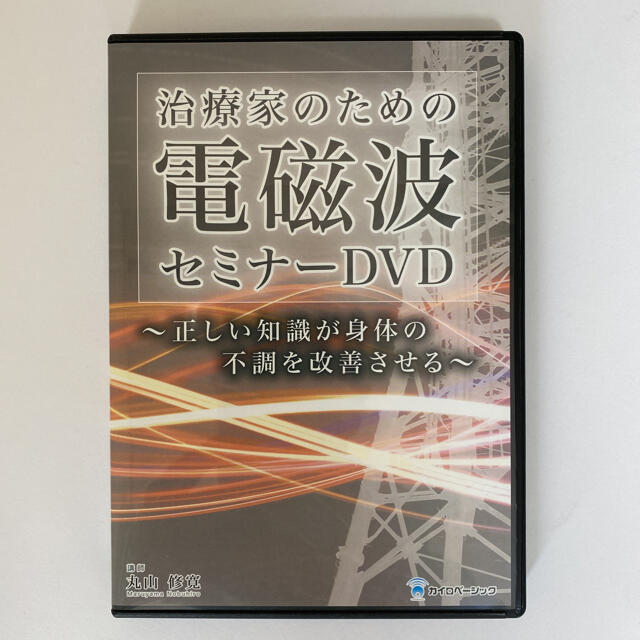 治療家のための
電磁波
セミナーDVD
～正しい知識が身体の
不調を改善させる～
講師
丸山 修寛
Maruyama Nobuhiro
カイロベーシック